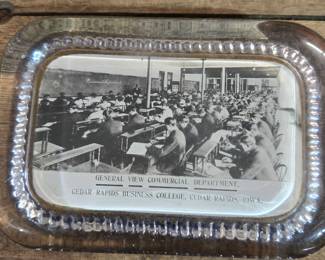 GENERAL VIEW COMMERCIAL DEPARTMENT.
CEDAR RAPIDS BUSINESS COLLEGE, CEDAR RAPIDS, IOWA.